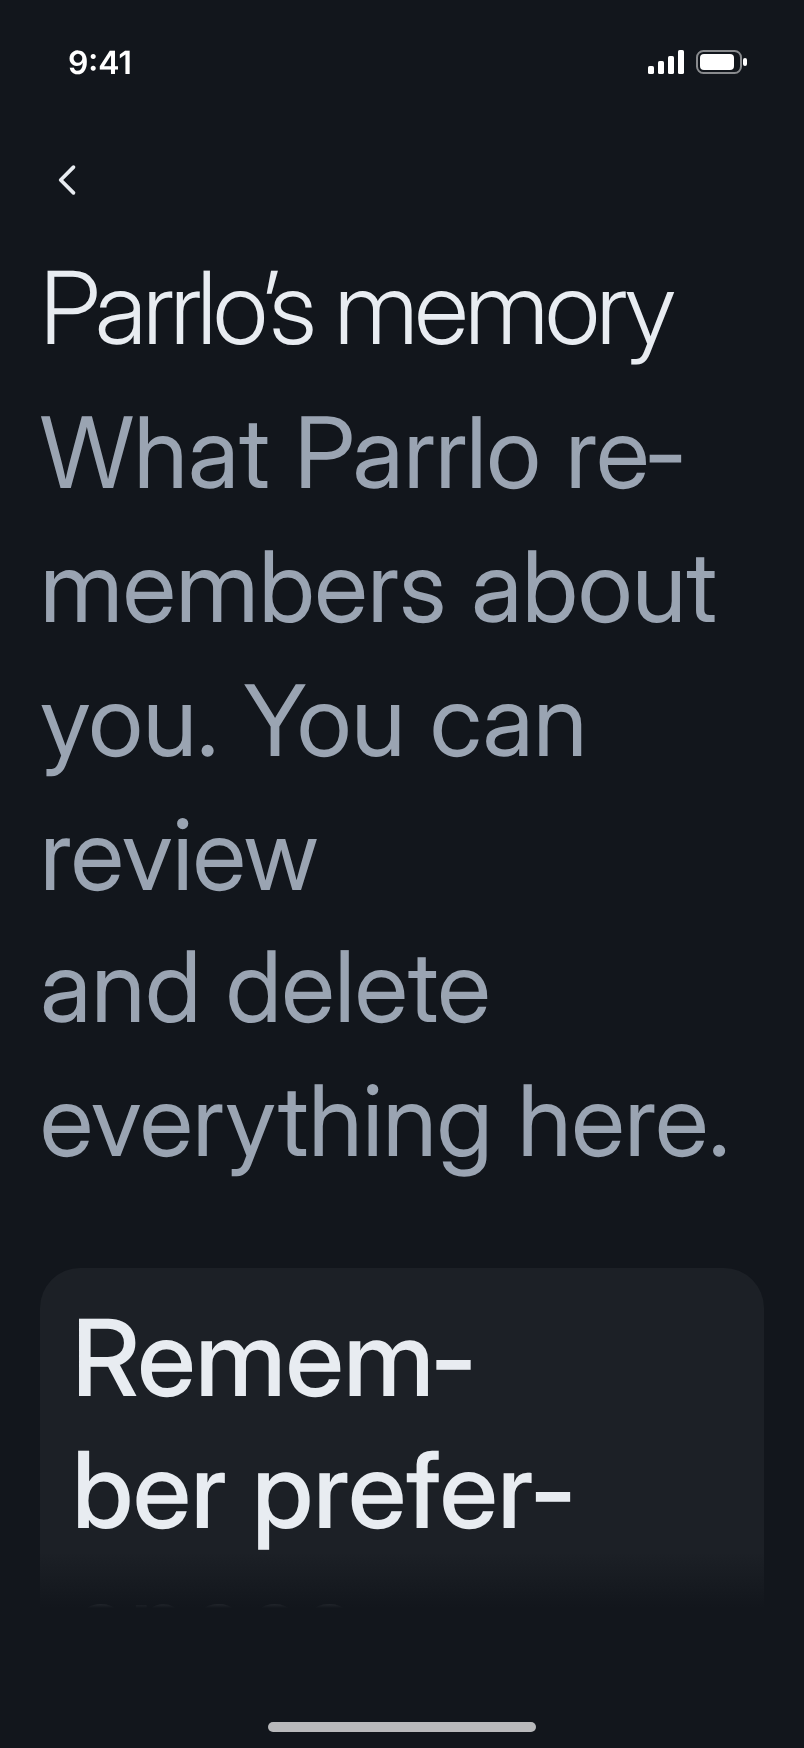 9:41
Parrlo’s memory
What Parrlo re-
members about
you. You can
review
and delete
everything here.
Remem-
ber prefer-